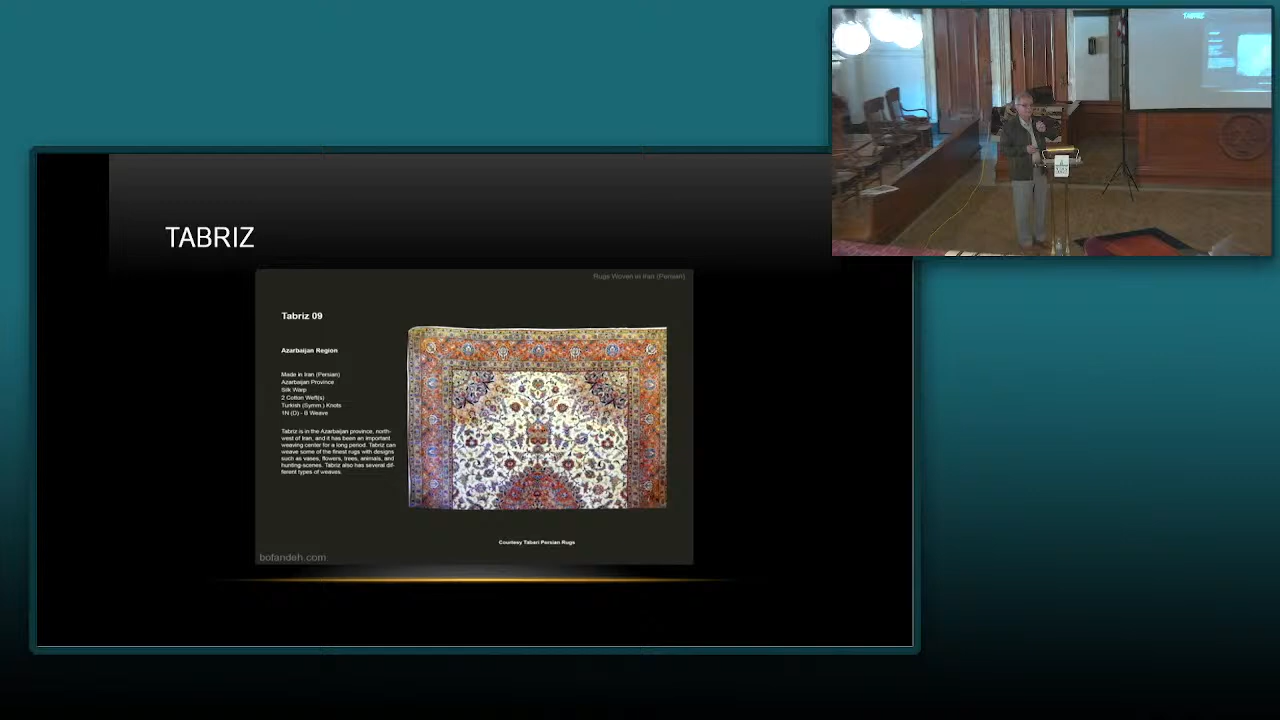 TABRIZ
TABRIZ
Rugs Woven in Iran (Persian)
Tabriz 09
Azarbaijan Region
Made in Iran (Persian)
Azarbaijan Province
Silk Warp
2 Cotton Weft(s)
Turkish (Symm.) Knots
1N (D) - B Weave
Tabriz is in the Azarbaijan province, north-
west of Iran, and it has been an important
weaving center for a long period. Tabriz can
weave some of the finest rugs with designs
such as vases, flowers, trees, animals, and
hunting-scenes. Tabriz also has several dif-
ferent types of weaves.
Courtesy Tabari Persian Rugs
bofandeh.com